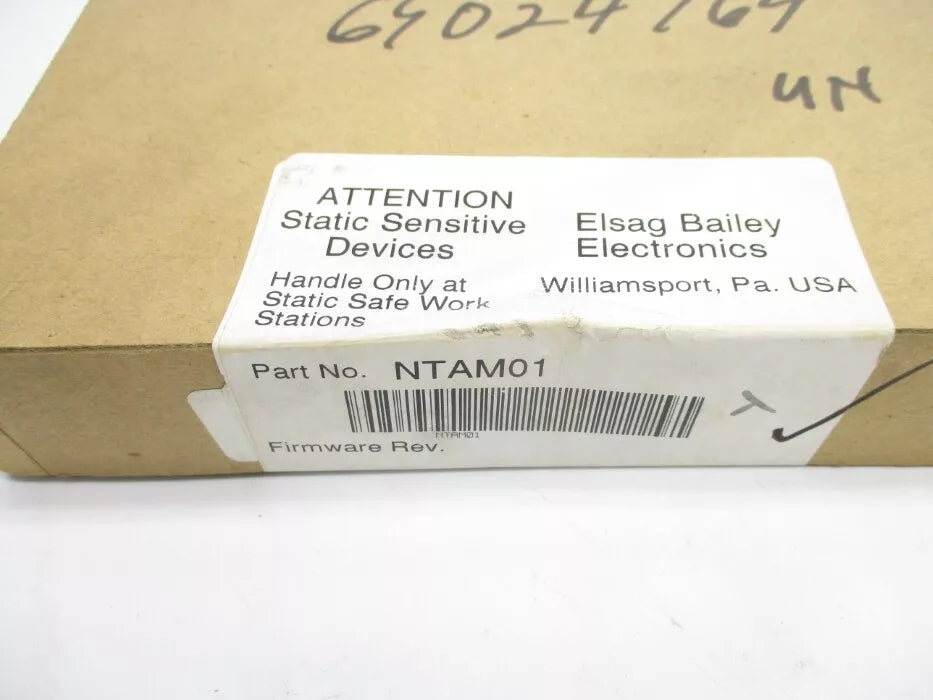 64024164
UN
ATTENTION
Static Sensitive
Devices
Handle Only at
Static Safe Work
Stations
Elsag Bailey
Electronics
Williamsport, Pa. USA
Part No. NTAM01
NTAM01
Firmware Rev.